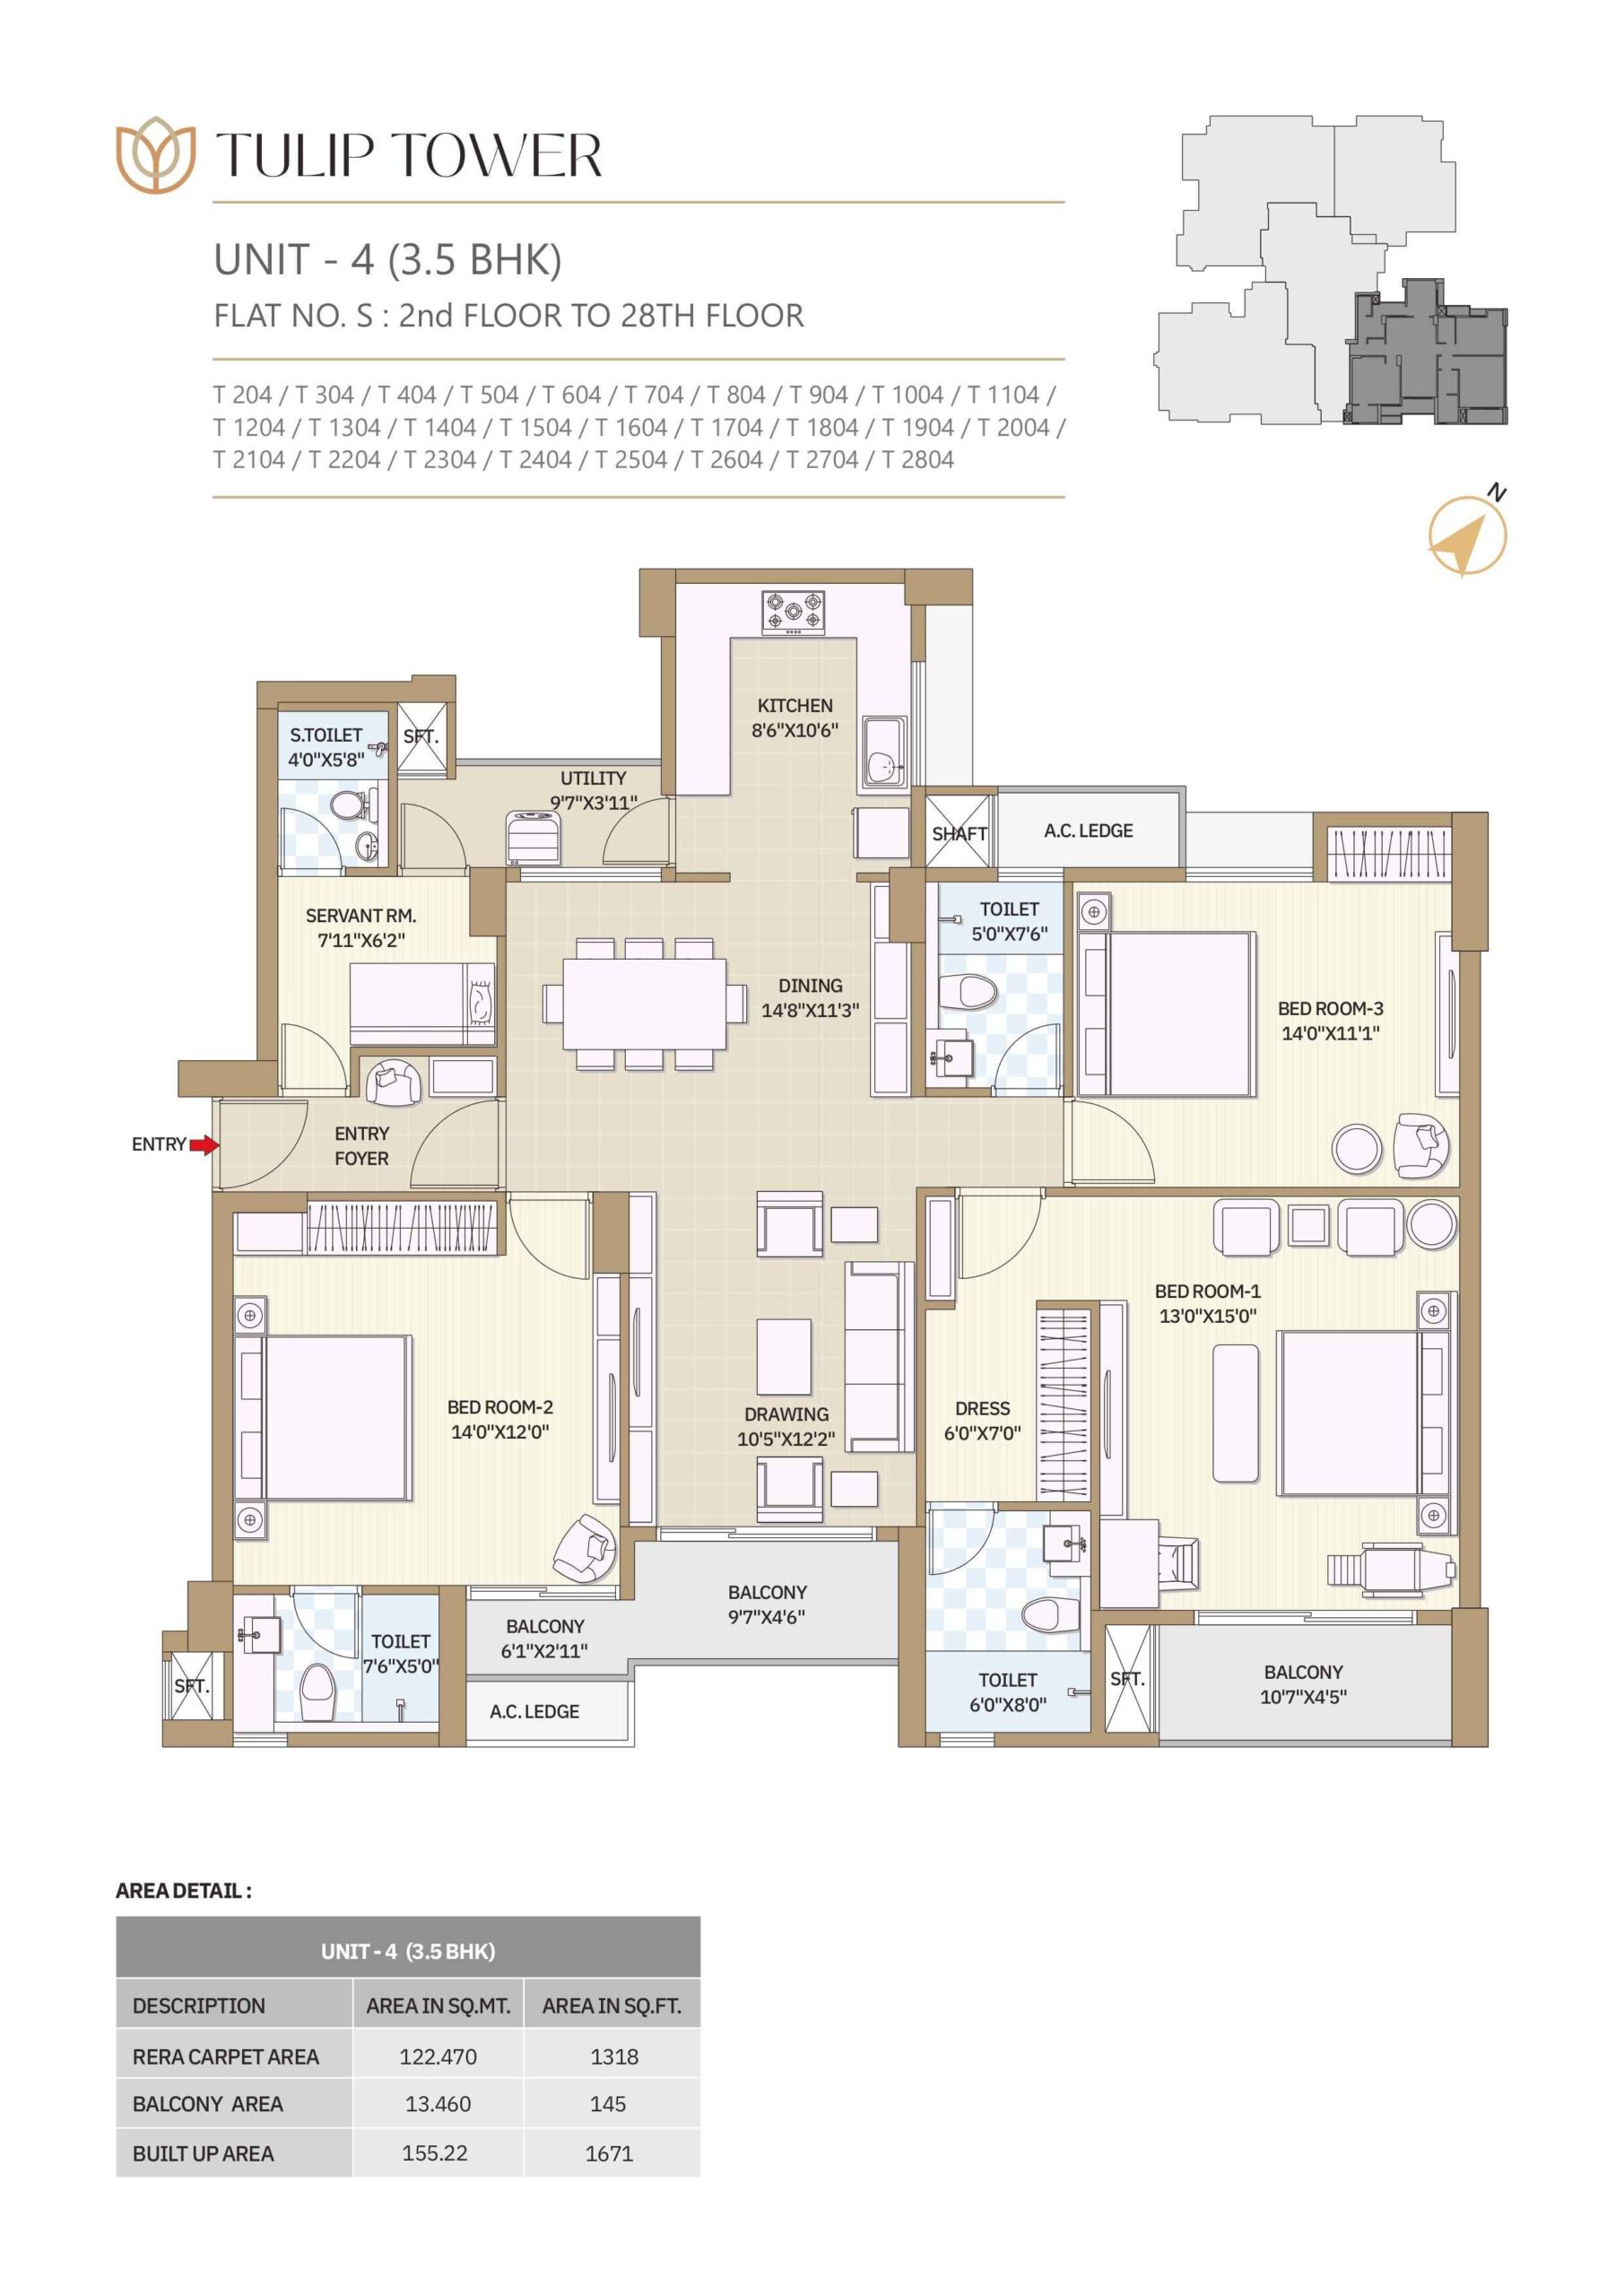 TULIP TOWER
UNIT - 4 (3.5 BHK)
FLAT NO. S : 2nd FLOOR TO 28TH FLOOR
T 204 / T 304 / T 404 / T 504 / T 604 / T 704 / T 804 / T 904 / T 1004 / T 1104 /
T 1204 / T 1304 / T 1404 / T 1504 / T 1604 / T 1704 / T 1804 / T 1904 / T 2004 /
T 2104 / T 2204 / T 2304 / T 2404 / T 2504 / T 2604 / T 2704 / T 2804
N
KITCHEN
8'6"X10'6"
S.TOILET
4'0"X5'8"
SFT.
UTILITY
9'7"X3'11"
SHAFT
A.C. LEDGE
SERVANT RM.
7'11"X6'2"
TOILET
5'0"X7'6"
DINING
14'8"X11'3"
BED ROOM-3
14'0"X11'1"
ENTRY
ENTRY
FOYER
BED ROOM-1
13'0"X15'0"
BED ROOM-2
14'0"X12'0"
DRAWING
10'5"X12'2"
DRESS
6'0"X7'0"
BALCONY
9'7"X4'6"
BALCONY
6'1"X2'11"
TOILET
7'6"X5'0"
SFT.
A.C. LEDGE
TOILET
6'0"X8'0"
SFT.
BALCONY
10'7"X4'5"
AREA DETAIL :
UNIT - 4 (3.5 BHK)
DESCRIPTION AREA IN SQ.MT. AREA IN SQ.FT.
RERA CARPET AREA 122.470 1318
BALCONY AREA 13.460 145
BUILT UP AREA 155.22 1671